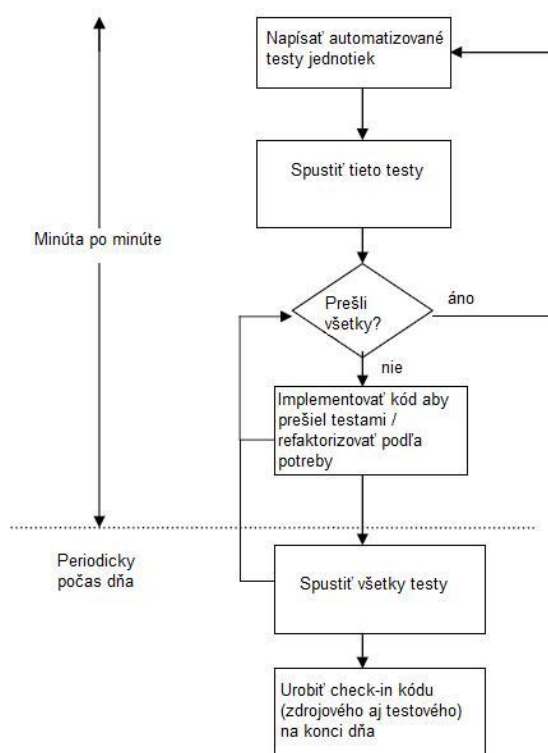 Napísať automatizované
testy jednotiek
Spustiť tieto testy
Minúta po minúte
Prešli
všetky?
áno
nie
Implementovať kód aby
prešiel testami /
refaktorizovať podľa
potreby
Periodicky
počas dňa
Spustiť všetky testy
Urobiť check-in kódu
(zdrojového aj testového)
na konci dňa